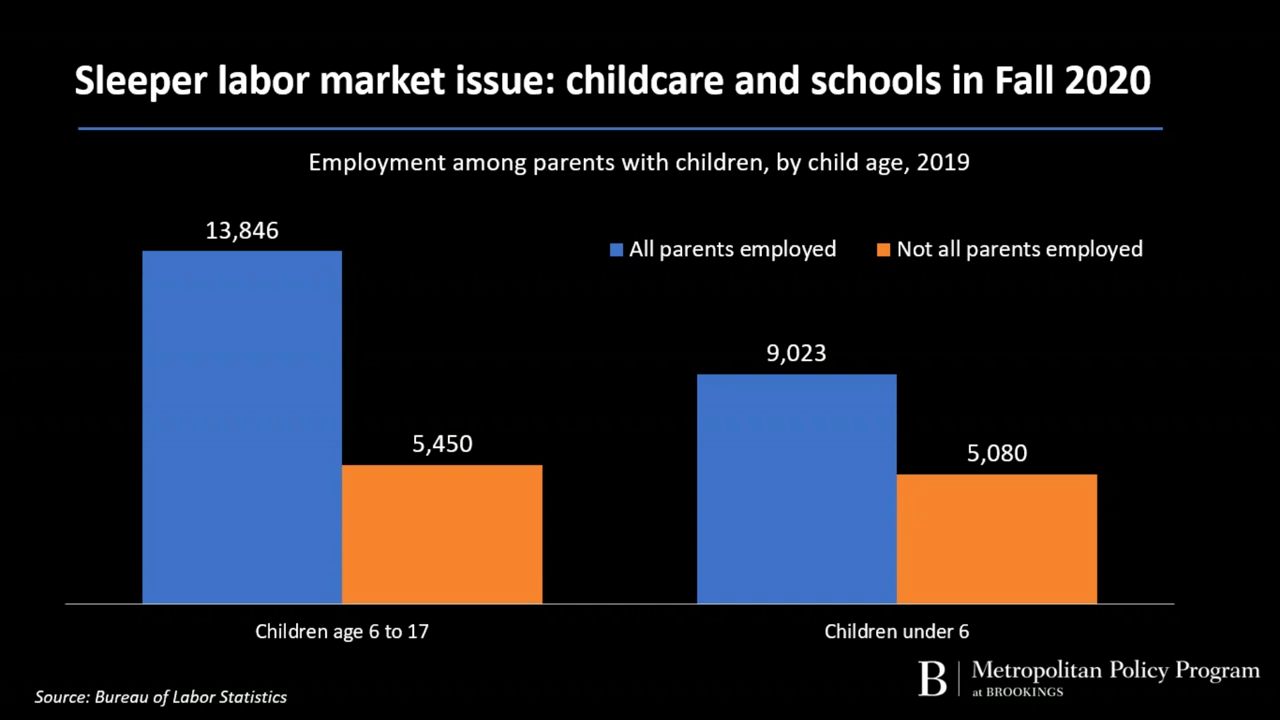 Sleeper labor market issue: childcare and schools in Fall 2020
Employment among parents with children, by child age, 2019
13,846
All parents employed
Not all parents employed
9,023
5,450
5,080
Children age 6 to 17
Children under 6
B
Metropolitan Policy Program
at BROOKINGS
Source: Bureau of Labor Statistics